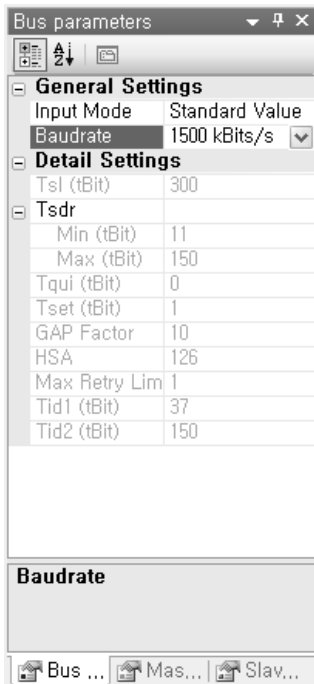 Bus parameters
General Settings
Input Mode Standard Value
Baudrate 1500 kBits/s
Detail Settings
Tsl (tBit) 300
Tsdr
Min (tBit) 11
Max (tBit) 150
Tqui (tBit) 0
Tset (tBit) 1
GAP Factor 10
HSA 126
Max Retry Lim 1
Tid1 (tBit) 37
Tid2 (tBit) 150
Baudrate
Bus ... Mas... Slav...